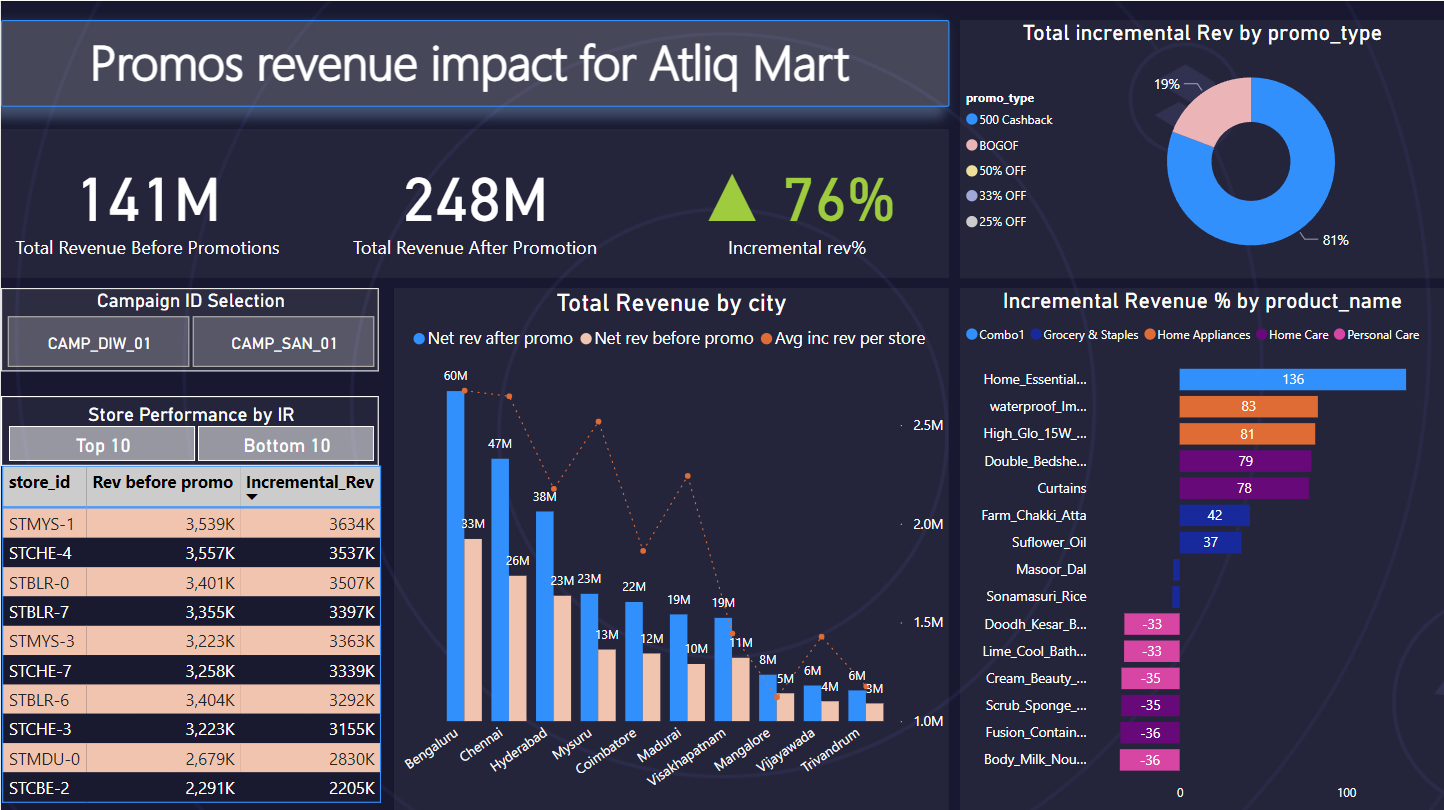 Promos revenue impact for Atliq Mart
141M
Total Revenue Before Promotions
248M
Total Revenue After Promotion
76%
Incremental rev%
Total incremental Rev by promo_type
promo_type
500 Cashback
BOGOF
50% OFF
33% OFF
25% OFF
19%
81%
Campaign ID Selection
CAMP_DIW_01 CAMP_SAN_01
Store Performance by IR
Top 10 Bottom 10
store_id Rev before promo Incremental_Rev
STMYS-1 3,539K 3634K
STCHE-4 3,557K 3537K
STBLR-0 3,401K 3507K
STBLR-7 3,355K 3397K
STMYS-3 3,223K 3363K
STCHE-7 3,258K 3339K
STBLR-6 3,404K 3292K
STCHE-3 3,223K 3155K
STMDU-0 2,679K 2830K
STCBE-2 2,291K 2205K
Total Revenue by city
Net rev after promo Net rev before promo Avg inc rev per store
60M
47M
38M
33M
26M
23M
23M
22M
19M
19M
13M
12M
10M
11M
8M
5M
6M
4M
6M
3M
2.5M
2.0M
1.5M
1.0M
Bengaluru
Chennai
Hyderabad
Mysuru
Coimbatore
Madurai
Visakhapatnam
Mangalore
Vijayawada
Trivandrum
Incremental Revenue % by product_name
Combo1 Grocery & Staples Home Appliances Home Care Personal Care
Home_Essential... 136
waterproof_Im... 83
High_Glo_15W_... 81
Double_Bedshe... 79
Curtains 78
Farm_Chakki_Atta 42
Suflower_Oil 37
Masoor_Dal
Sonamasuri_Rice
Doodh_Kesar_B... -33
Lime_Cool_Bath... -33
Cream_Beauty_... -35
Scrub_Sponge_... -35
Fusion_Contain... -36
Body_Milk_Nou... -36
0 100